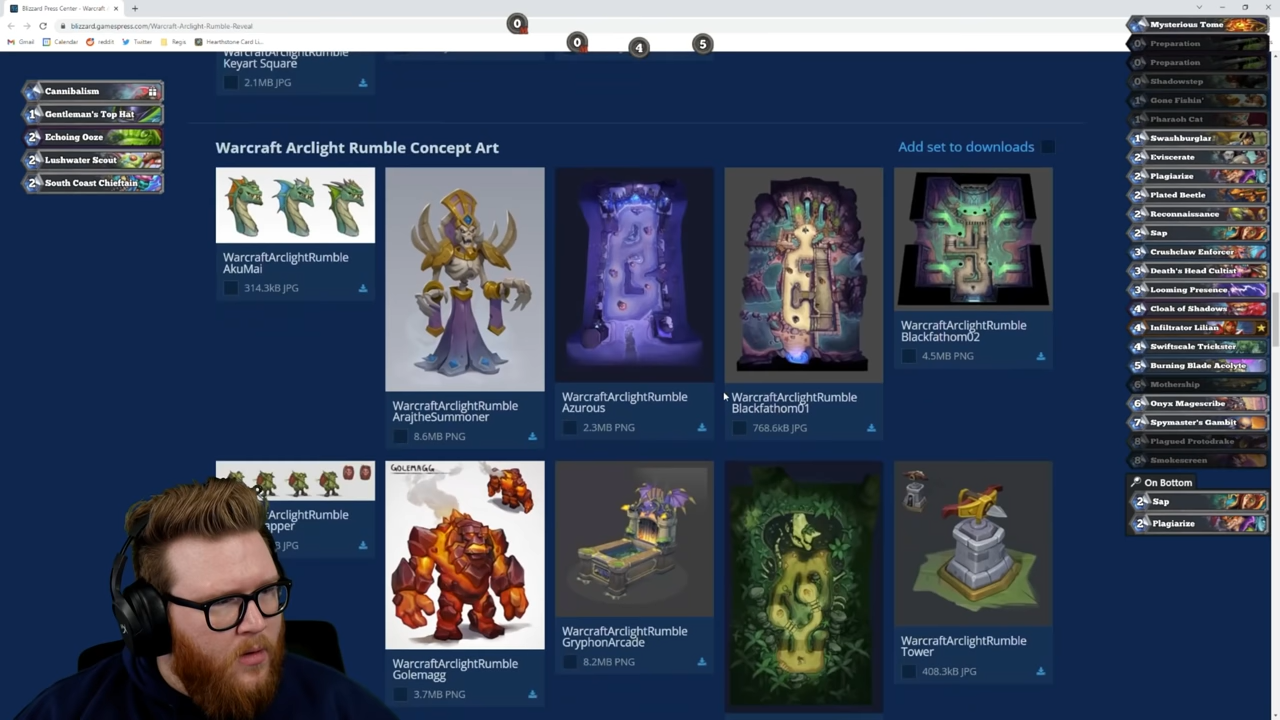 Blizzard Press Center - Warcraft
blizzard.gamespress.com/Warcraft-Arclight-Rumble-Reveal
Gmail
Calendar
reddit
Twitter
Regis
Hearthstone Card Li...
0
0
4
5
Cannibalism
1 Gentleman's Top Hat
2 Echoing Ooze
2 Lushwater Scout
2 South Coast Chieftain
WarcraftArclightRumble
Keyart Square
2.1MB JPG
Warcraft Arclight Rumble Concept Art
Add set to downloads
WarcraftArclightRumble
AkuMai
314.3kB JPG
WarcraftArclightRumble
ArajtheSummoner
8.6MB PNG
WarcraftArclightRumble
Azurous
2.3MB PNG
WarcraftArclightRumble
Blackfathom01
768.6kB JPG
WarcraftArclightRumble
Blackfathom02
4.5MB PNG
GOLEMAGG
WarcraftArclightRumble
Golemagg
3.7MB PNG
WarcraftArclightRumble
GryphonArcade
8.2MB PNG
WarcraftArclightRumble
Tower
408.3kB JPG
Mysterious Tome
0 Preparation
0 Preparation
0 Shadowstep
1 Gone Fishin'
1 Pharaoh Cat
1 Swashburglar
2 Eviscerate
2 Plagiarize
2 Plated Beetle
2 Reconnaissance
2 Sap
3 Crushclaw Enforcer
3 Death's Head Cultist
3 Looming Presence
4 Cloak of Shadows
4 Infiltrator Lilian
4 Swiftscale Trickster
5 Burning Blade Acolyte
Mothership
6 Onyx Magescribe
7 Spymaster's Gambit
8 Plagued Protodrake
8 Smokescreen
On Bottom
2 Sap
2 Plagiarize